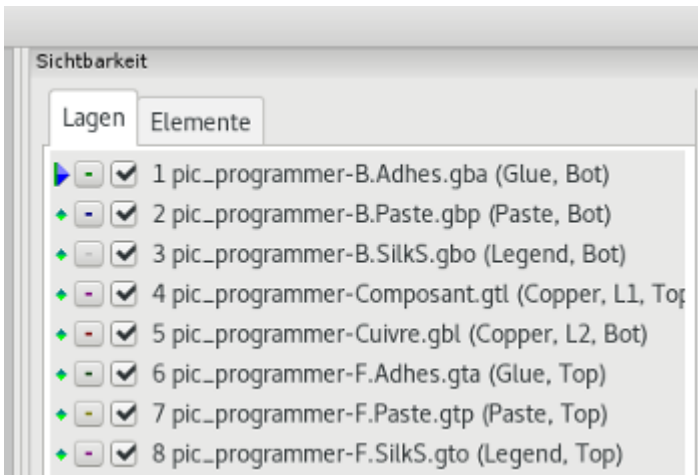 Sichtbarkeit
Lagen Elemente
1 pic_programmer-B.Adhes.gba (Glue, Bot)
2 pic_programmer-B.Paste.gbp (Paste, Bot)
3 pic_programmer-B.SilkS.gbo (Legend, Bot)
4 pic_programmer-Composant.gtl (Copper, L1, Top
5 pic_programmer-Cuivre.gbl (Copper, L2, Bot)
6 pic_programmer-F.Adhes.gta (Glue, Top)
7 pic_programmer-F.Paste.gtp (Paste, Top)
8 pic_programmer-F.SilkS.gto (Legend, Top)